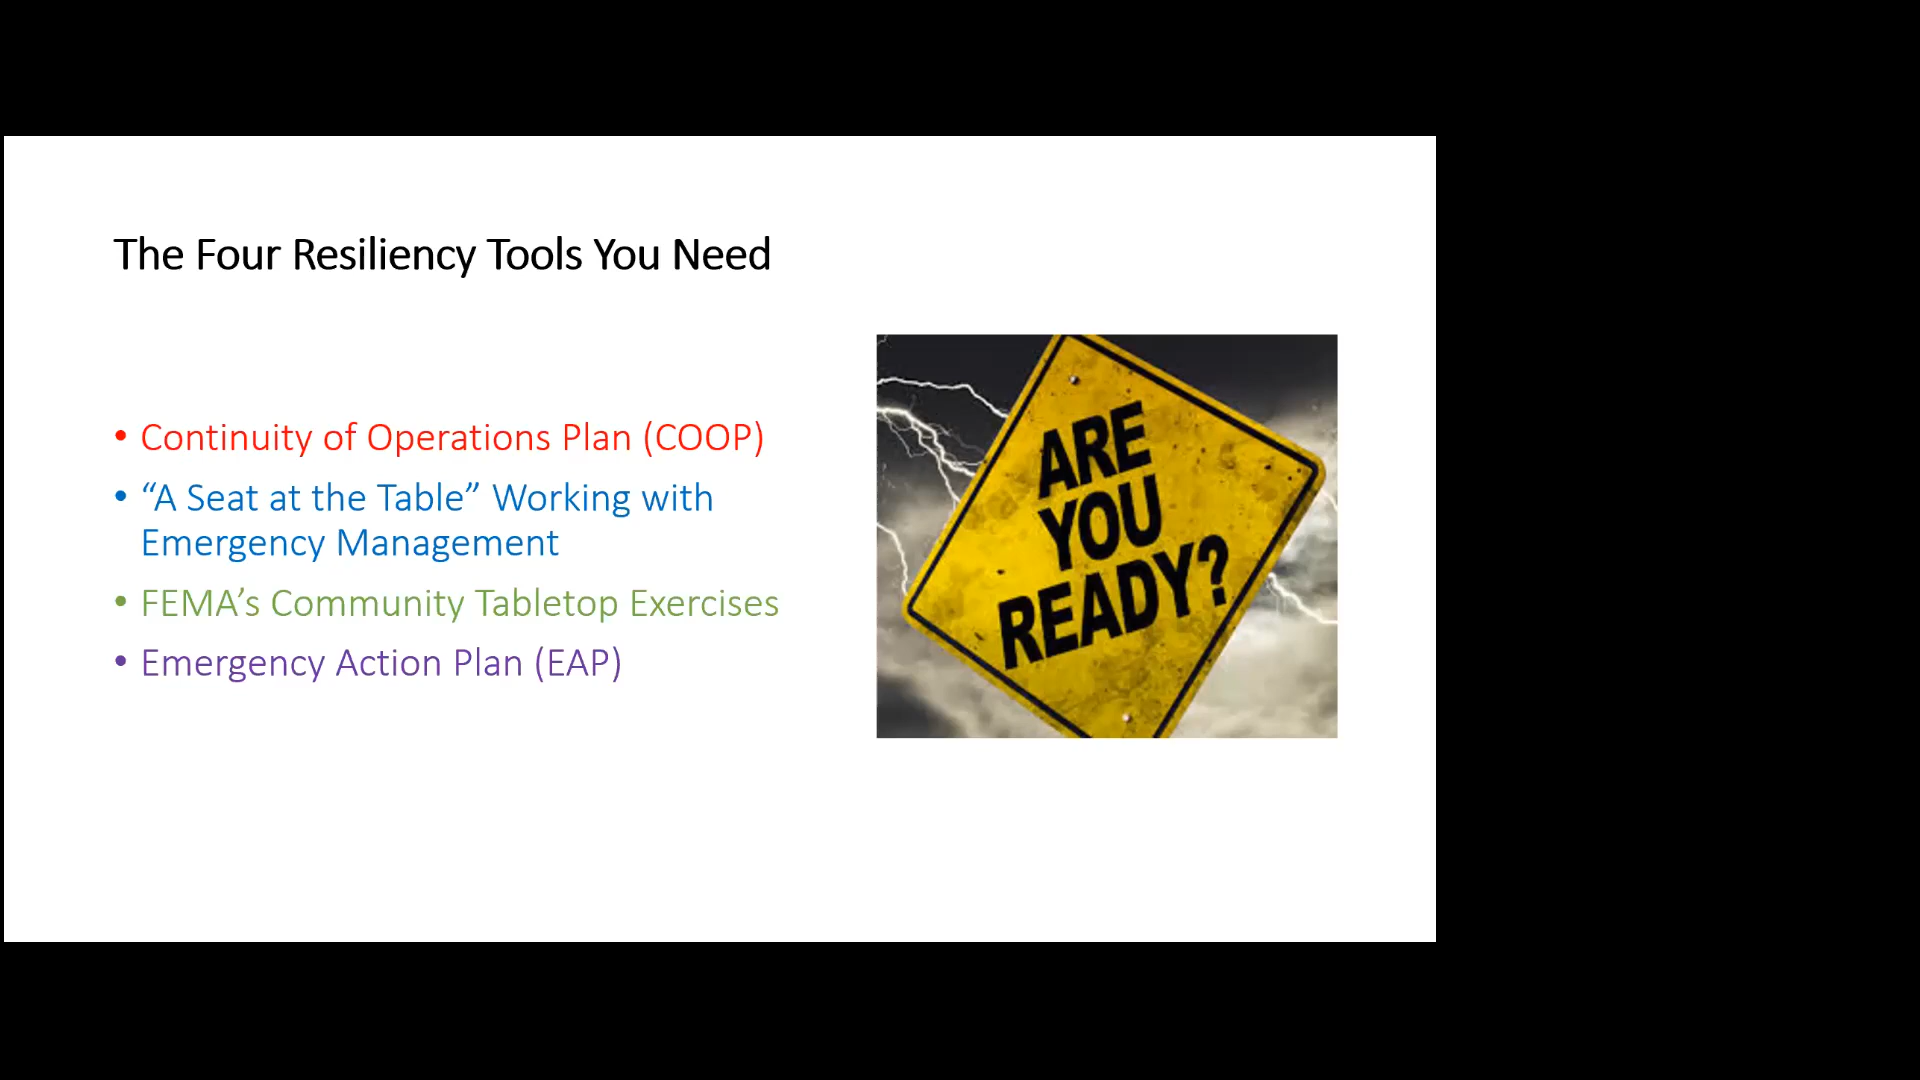 The Four Resiliency Tools You Need
• Continuity of Operations Plan (COOP)
• “A Seat at the Table” Working with
Emergency Management
• FEMA’s Community Tabletop Exercises
• Emergency Action Plan (EAP)
ARE
YOU
READY?